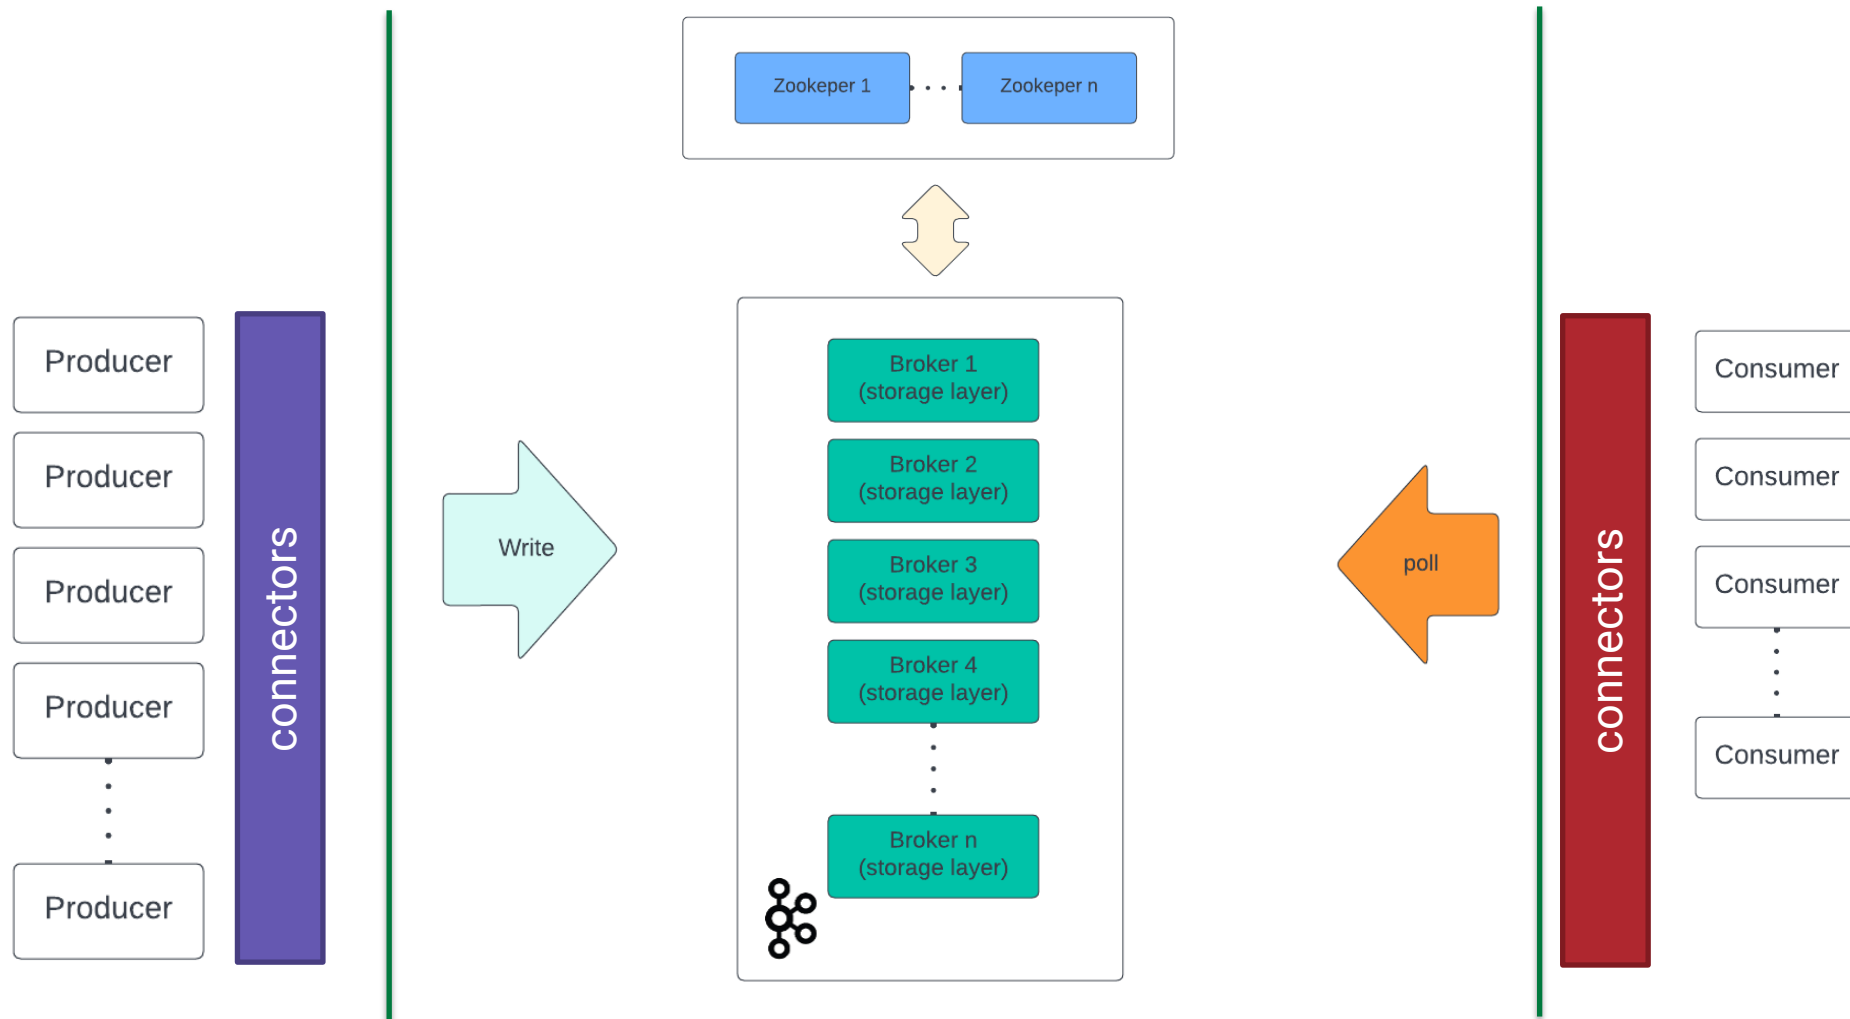 Zookeper 1
Zookeper n
Producer
Producer
Producer
Producer
Producer
connectors
Write
Broker 1
(storage layer)
Broker 2
(storage layer)
Broker 3
(storage layer)
Broker 4
(storage layer)
Broker n
(storage layer)
poll
connectors
Consumer
Consumer
Consumer
Consumer